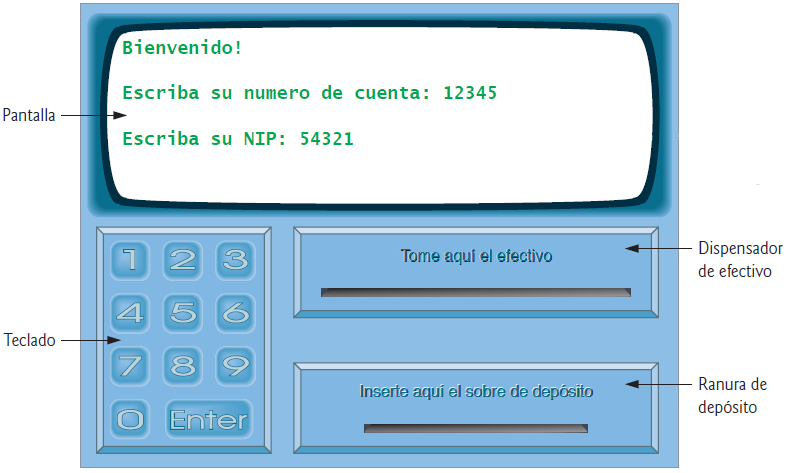 Bienvenido!
Escriba su numero de cuenta: 12345
Pantalla
Escriba su NIP: 54321
1 2 3
Tome aquí el efectivo
Dispensador
de efectivo
4 5 6
Teclado
7 8 9
Inserte aquí el sobre de depósito
Ranura de
depósito
0 Enter